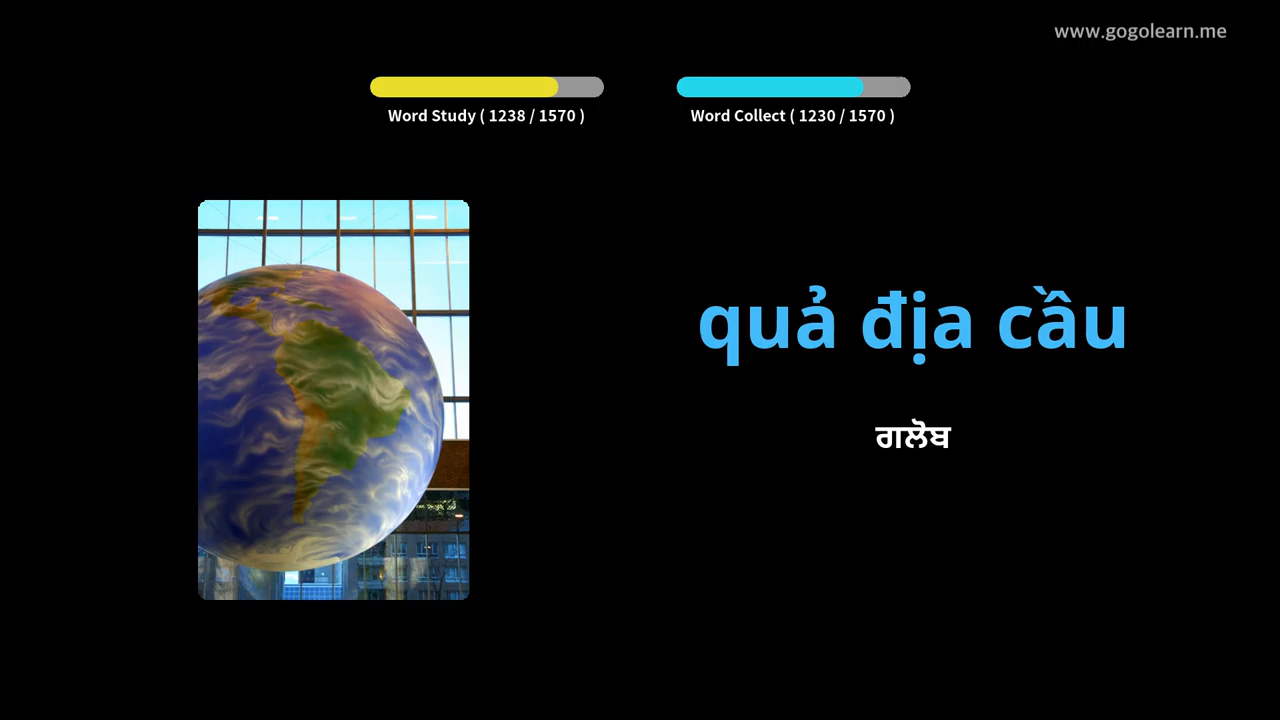 www.gogolearn.me
Word Study ( 1238 / 1570 )
Word Collect ( 1230 / 1570 )
quả địa cầu
ਗਲੋਬ